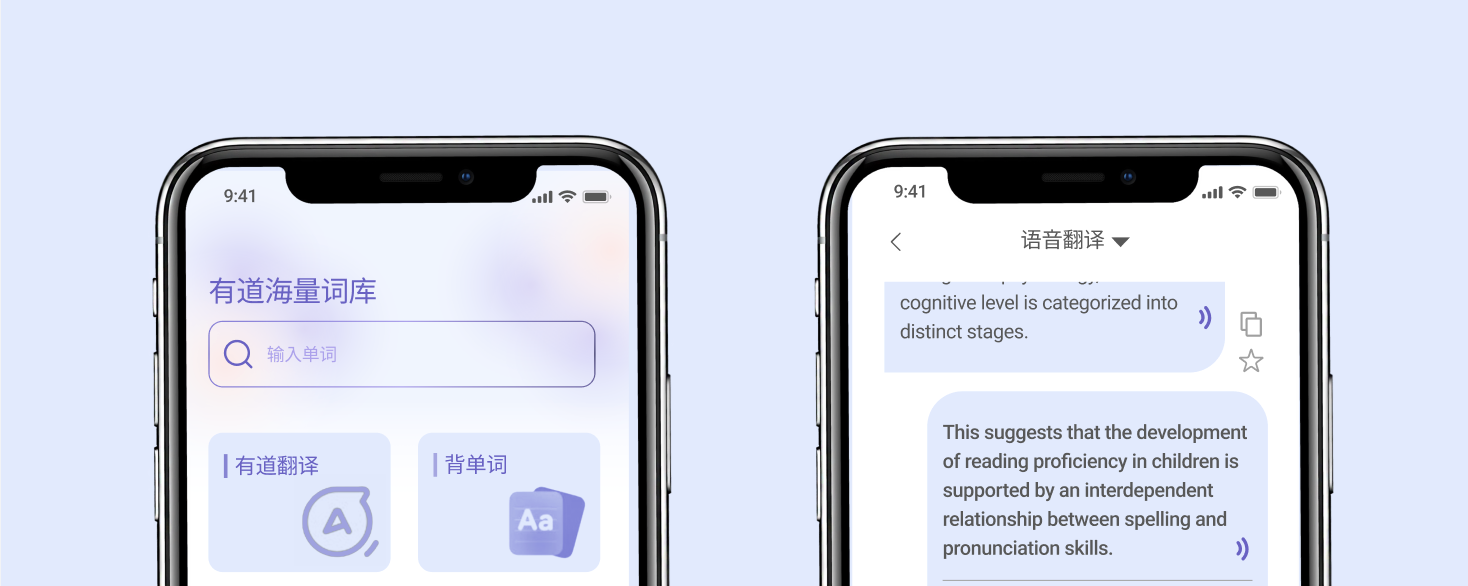 9:41
有道海量词库
输入单词
有道翻译
背单词
Aa
9:41
语音翻译
cognitive level is categorized into
distinct stages.
This suggests that the development
of reading proficiency in children is
supported by an interdependent
relationship between spelling and
pronunciation skills.